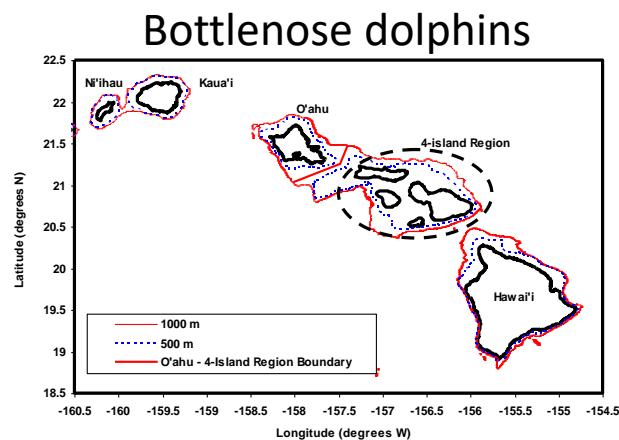 Bottlenose dolphins
22.5
22
21.5
21
20.5
20
19.5
19
18.5
Latitude (degrees N)
Ni'ihau
Kaua'i
O'ahu
4-island Region
Hawai'i
1000 m
500 m
O'ahu - 4-Island Region Boundary
-160.5 -160 -159.5 -159 -158.5 -158 -157.5 -157 -156.5 -156 -155.5 -155 -154.5
Longitude (degrees W)